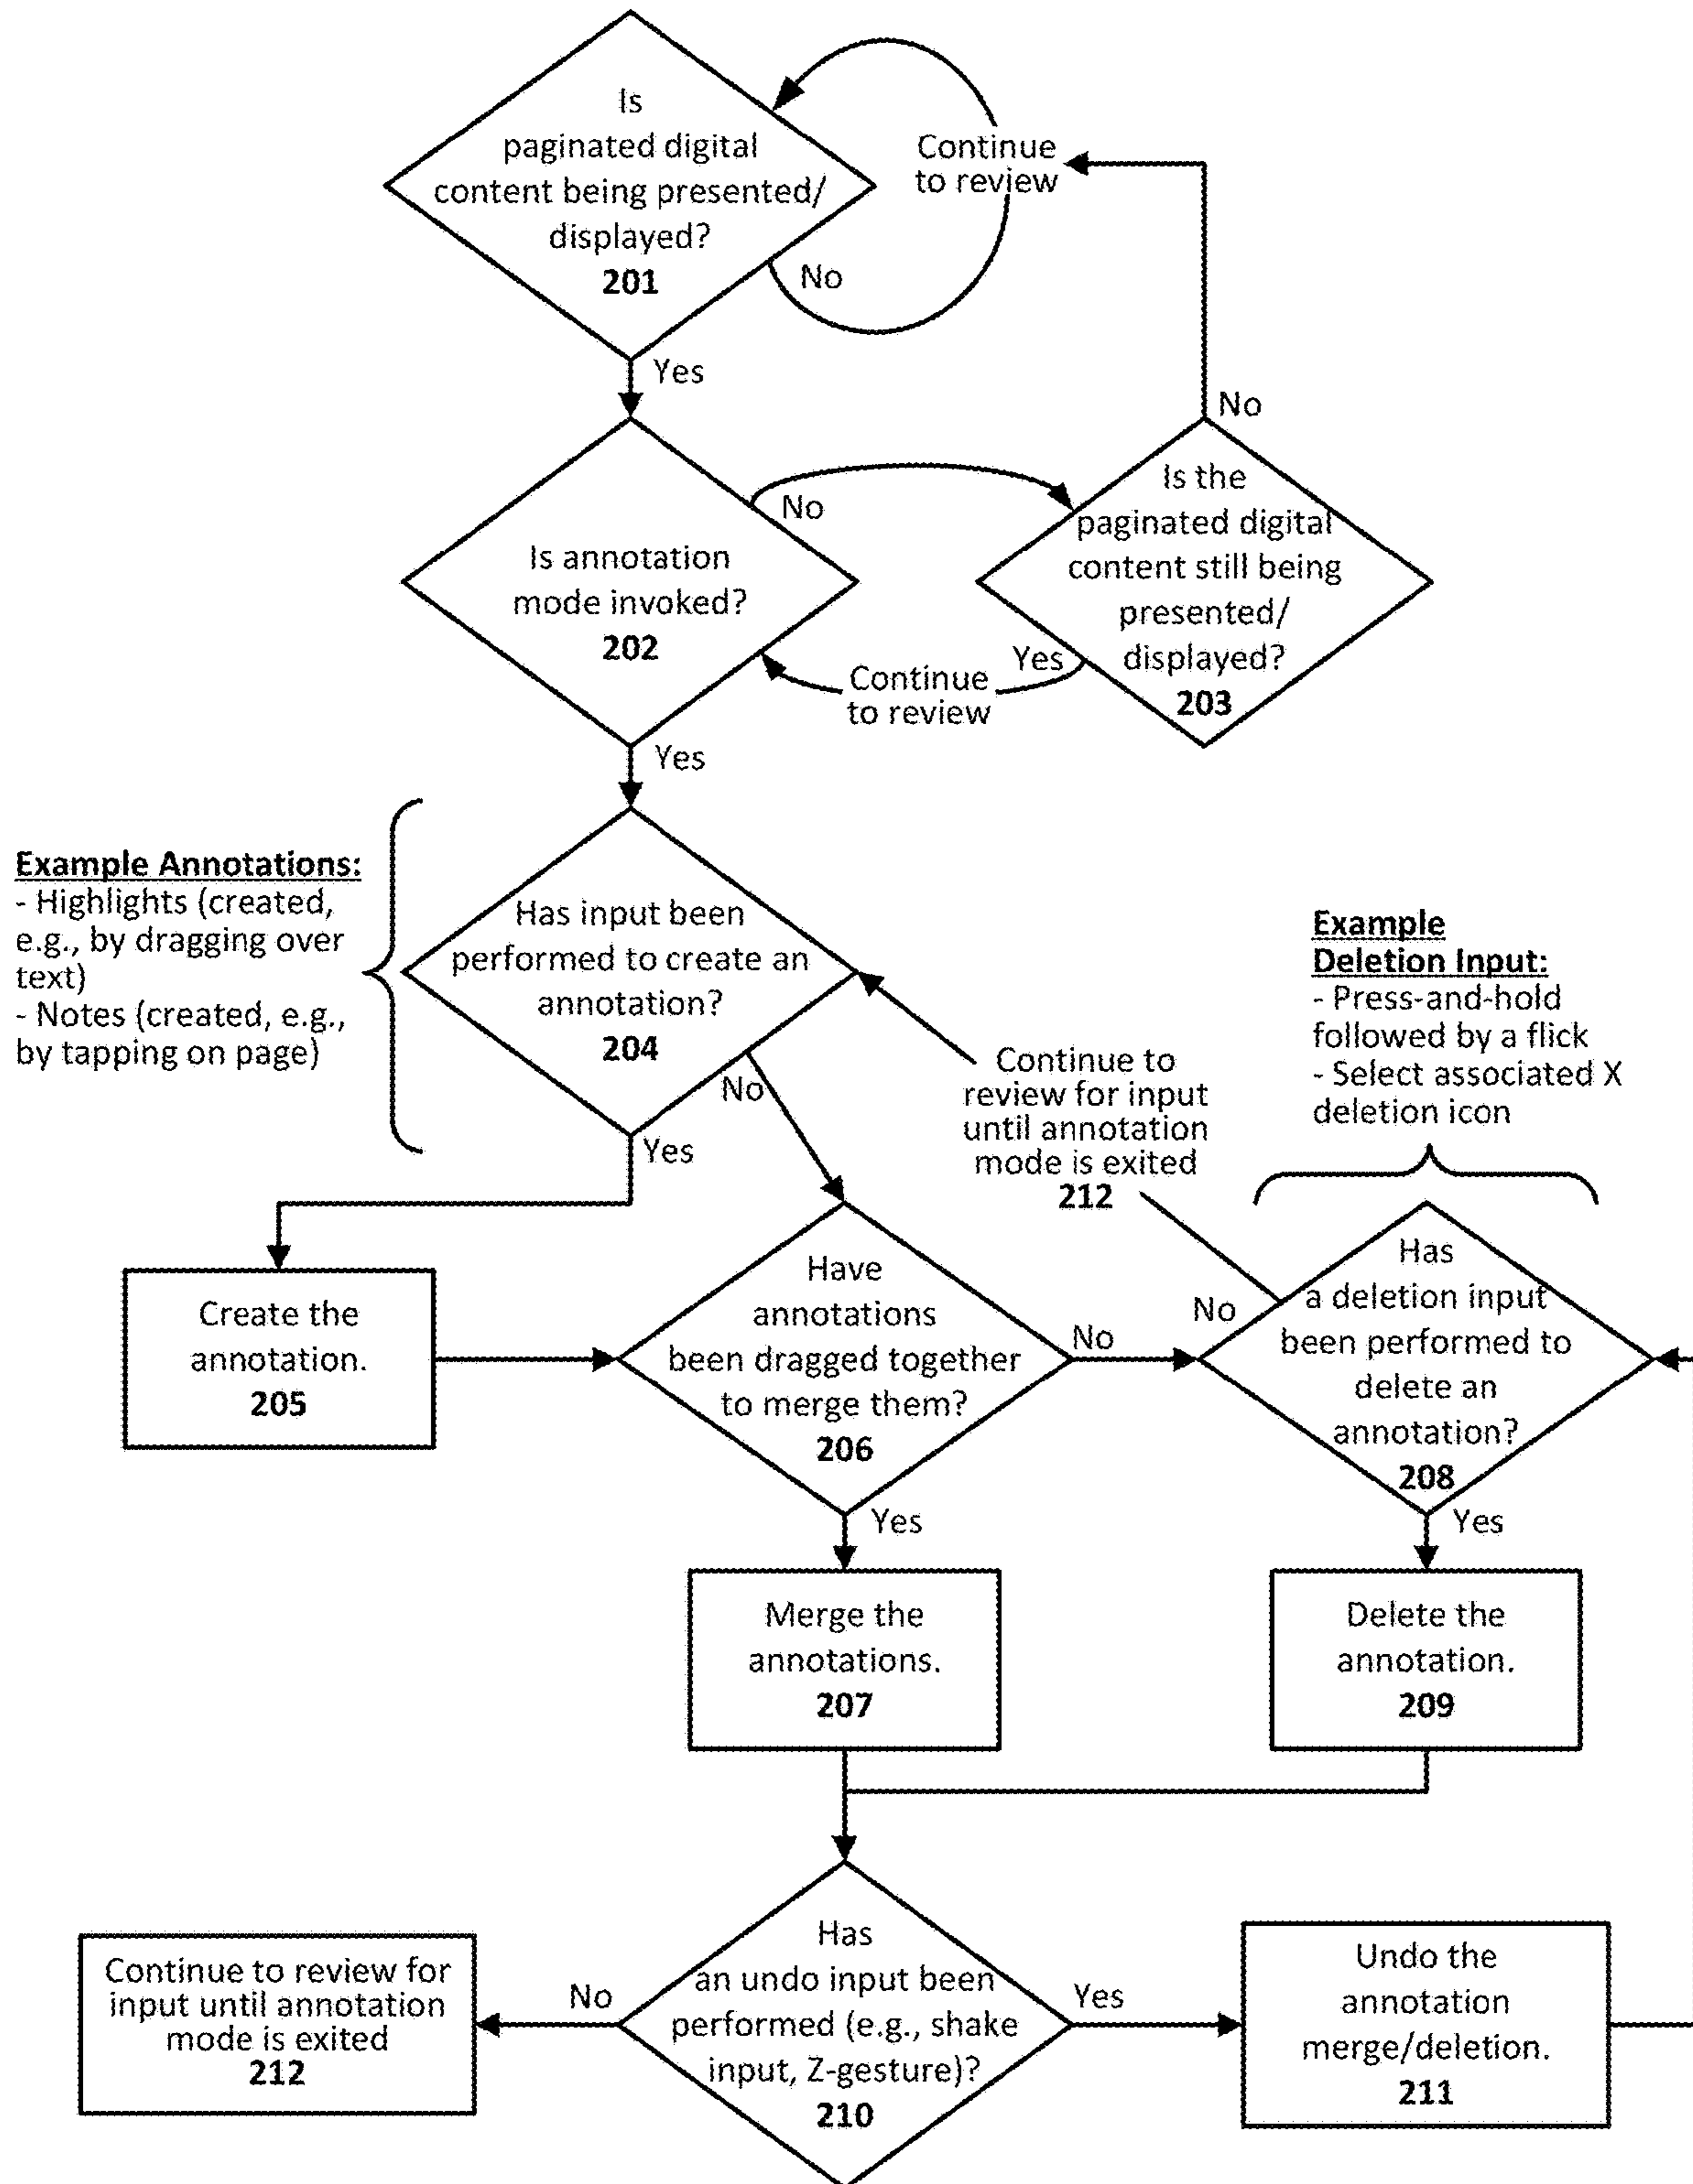 Is
paginated digital
content being presented/
displayed?
201
Continue
to review
No
Yes
No
Is annotation
mode invoked?
202
No
Is the
paginated digital
content still being
presented/
displayed?
203
Yes
Continue
to review
Yes
Example Annotations:
- Highlights (created,
e.g., by dragging over
text)
- Notes (created, e.g.,
by tapping on page)
Has input been
performed to create an
annotation?
204
No
Yes
Continue to
review for input
until annotation
mode is exited
212
Example
Deletion Input:
- Press-and-hold
followed by a flick
- Select associated X
deletion icon
Create the
annotation.
205
Have
annotations
been dragged together
to merge them?
206
No
Yes
No
Has
a deletion input
been performed to
delete an
annotation?
208
Yes
Merge the
annotations.
207
Delete the
annotation.
209
Continue to review for
input until annotation
mode is exited
212
No
Has
an undo input been
performed (e.g., shake
input, Z-gesture)?
210
Yes
Undo the
annotation
merge/deletion.
211